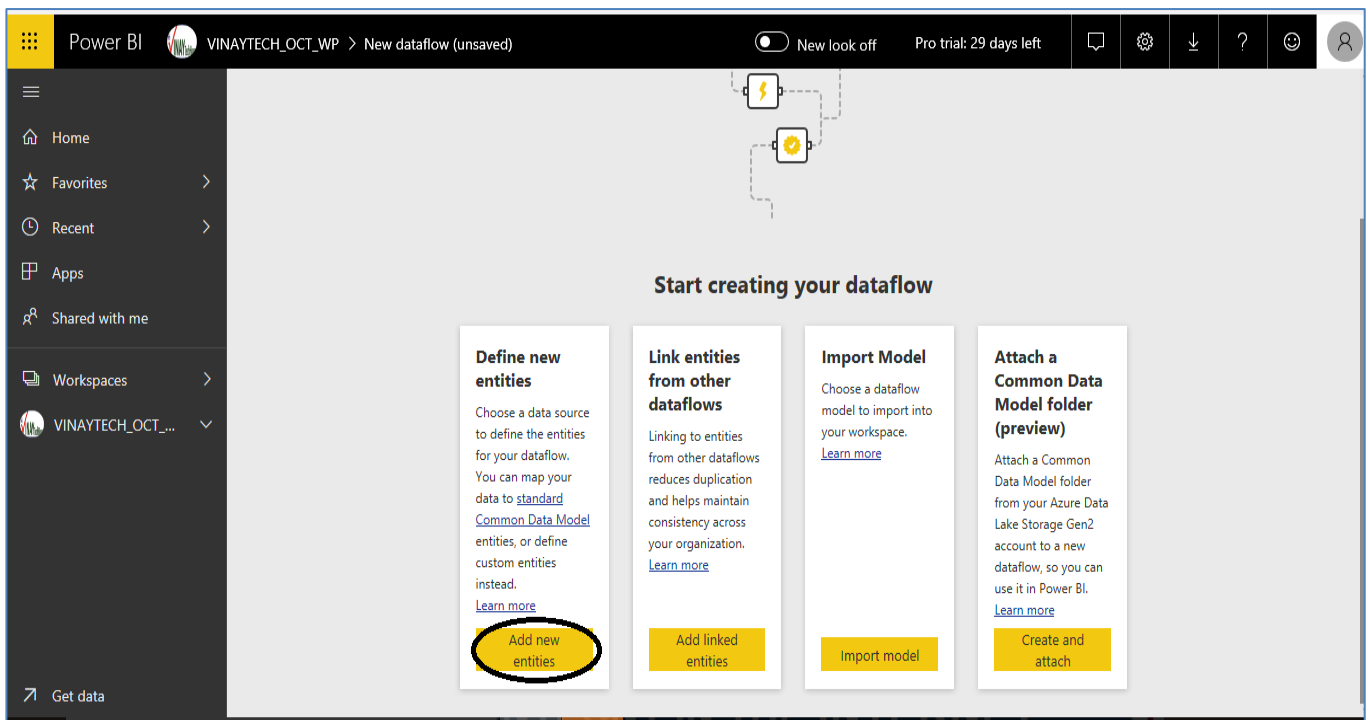 Power BI
VINAYTECH_OCT_WP > New dataflow (unsaved)
New look off
Pro trial: 29 days left
Home
Favorites
Recent
Apps
Shared with me
Workspaces
VINAYTECH_OCT_...
Get data
Start creating your dataflow
Define new
entities
Choose a data source
to define the entities
for your dataflow.
You can map your
data to standard
Common Data Model
entities, or define
custom entities
instead.
Learn more
Add new
entities
Link entities
from other
dataflows
Linking to entities
from other dataflows
reduces duplication
and helps maintain
consistency across
your organization.
Learn more
Add linked
entities
Import Model
Choose a dataflow
model to import into
your workspace.
Learn more
Import model
Attach a
Common Data
Model folder
(preview)
Attach a Common
Data Model folder
from your Azure Data
Lake Storage Gen2
account to a new
dataflow, so you can
use it in Power BI.
Learn more
Create and
attach